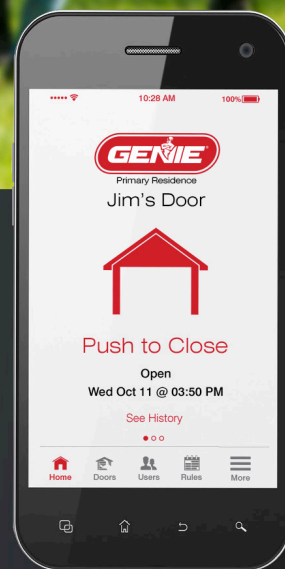 10:28 AM
100%
GENIE
Primary Residence
Jim's Door
Push to Close
Open
Wed Oct 11 @ 03:50 PM
See History
Home
Doors
Users
Rules
More